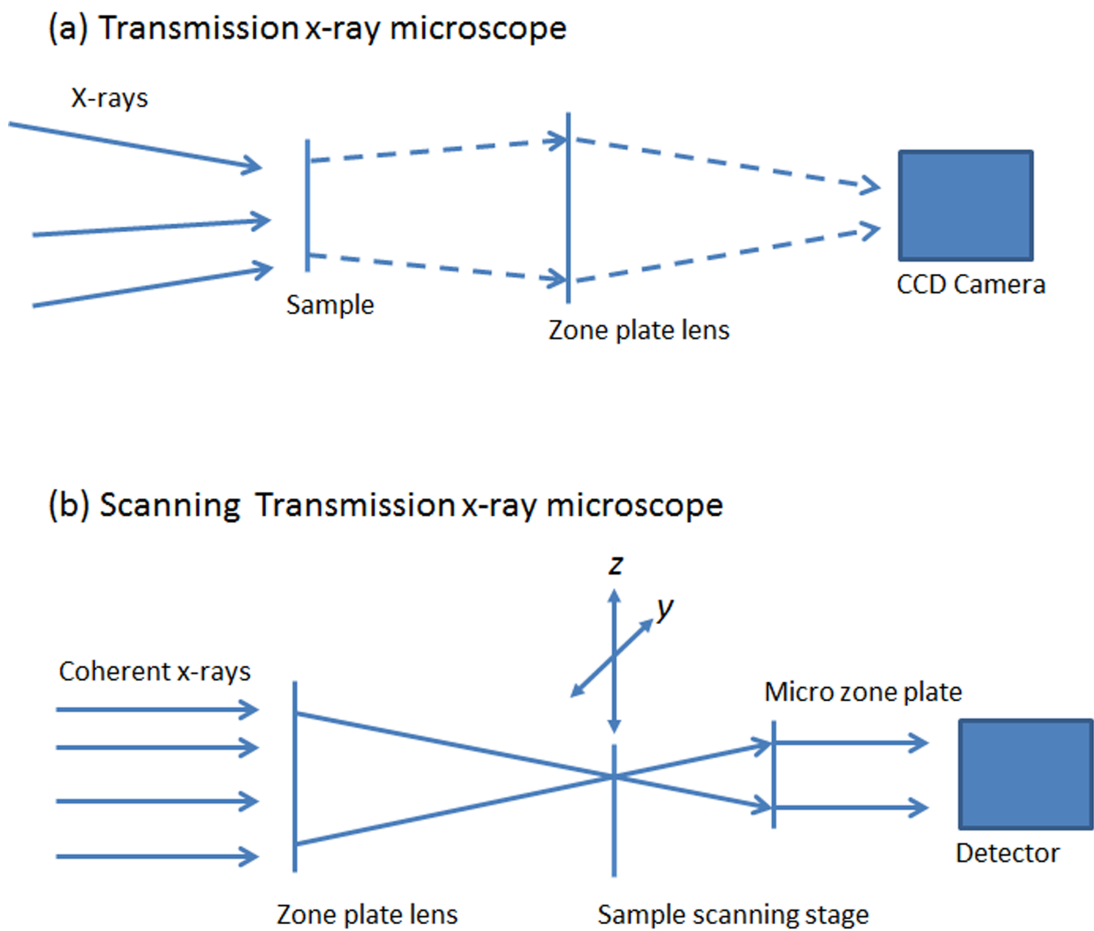 (a) Transmission x-ray microscope
X-rays
Sample
Zone plate lens
CCD Camera
(b) Scanning Transmission x-ray microscope
z
y
Coherent x-rays
Micro zone plate
Detector
Zone plate lens
Sample scanning stage